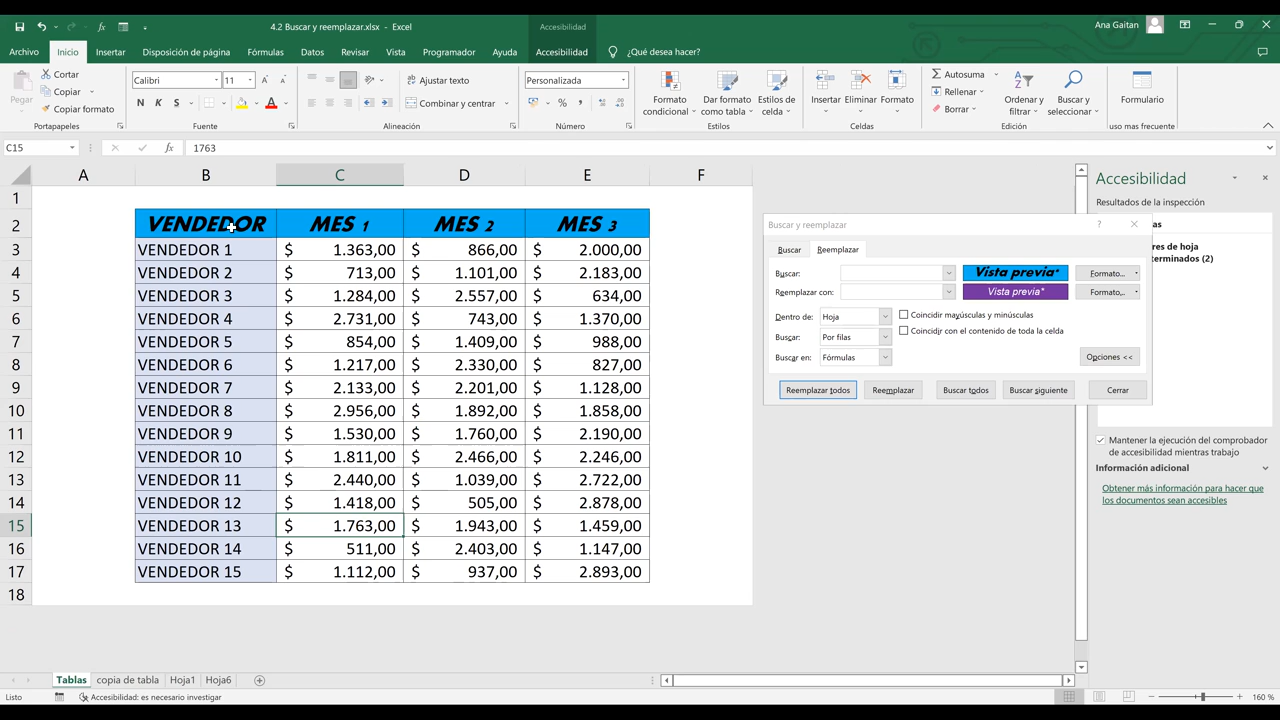 4.2 Buscar y reemplazar.xlsx - Excel
Accesibilidad
Ana Gaitan
Archivo Inicio Insertar Disposición de página Fórmulas Datos Revisar Vista Programador Ayuda Accesibilidad ¿Qué desea hacer?
Pegar
Cortar
Copiar
Copiar formato
Portapapeles
Calibri 11
N K S
Fuente
Ajustar texto
Combinar y centrar
Alineación
Personalizada
Número
Formato condicional
Dar formato como tabla
Estilos de celda
Estilos
Insertar Eliminar Formato
Celdas
Autosuma
Rellenar
Borrar
Ordenar y filtrar
Buscar y seleccionar
Edición
Formulario
uso mas frecuente
C15 fx 1763
A B C D E F
1
2 VENDEDOR MES 1 MES 2 MES 3
3 VENDEDOR 1 $ 1.363,00 $ 866,00 $ 2.000,00
4 VENDEDOR 2 $ 713,00 $ 1.101,00 $ 2.183,00
5 VENDEDOR 3 $ 1.284,00 $ 2.557,00 $ 634,00
6 VENDEDOR 4 $ 2.731,00 $ 743,00 $ 1.370,00
7 VENDEDOR 5 $ 854,00 $ 1.409,00 $ 988,00
8 VENDEDOR 6 $ 1.217,00 $ 2.330,00 $ 827,00
9 VENDEDOR 7 $ 2.133,00 $ 2.201,00 $ 1.128,00
10 VENDEDOR 8 $ 2.956,00 $ 1.892,00 $ 1.858,00
11 VENDEDOR 9 $ 1.530,00 $ 1.760,00 $ 2.190,00
12 VENDEDOR 10 $ 1.811,00 $ 2.466,00 $ 2.246,00
13 VENDEDOR 11 $ 2.440,00 $ 1.039,00 $ 2.722,00
14 VENDEDOR 12 $ 1.418,00 $ 505,00 $ 2.878,00
15 VENDEDOR 13 $ 1.763,00 $ 1.943,00 $ 1.459,00
16 VENDEDOR 14 $ 511,00 $ 2.403,00 $ 1.147,00
17 VENDEDOR 15 $ 1.112,00 $ 937,00 $ 2.893,00
18
Buscar y reemplazar ? ×
Buscar Reemplazar
Buscar: Vista previa* Formato...
Reemplazar con: Vista previa* Formato...
Dentro de: Hoja Coincidir mayúsculas y minúsculas
Buscar: Por filas Coincidir con el contenido de toda la celda
Buscar en: Fórmulas Opciones <<
Reemplazar todos Reemplazar Buscar todos Buscar siguiente Cerrar
Accesibilidad
Resultados de la inspección
as
res de hoja
terminados (2)
Mantener la ejecución del comprobador
de accesibilidad mientras trabajo
Información adicional
Obtener más información para hacer que
los documentos sean accesibles
Tablas copia de tabla Hoja1 Hoja6
Listo Accesibilidad: es necesario investigar 160 %